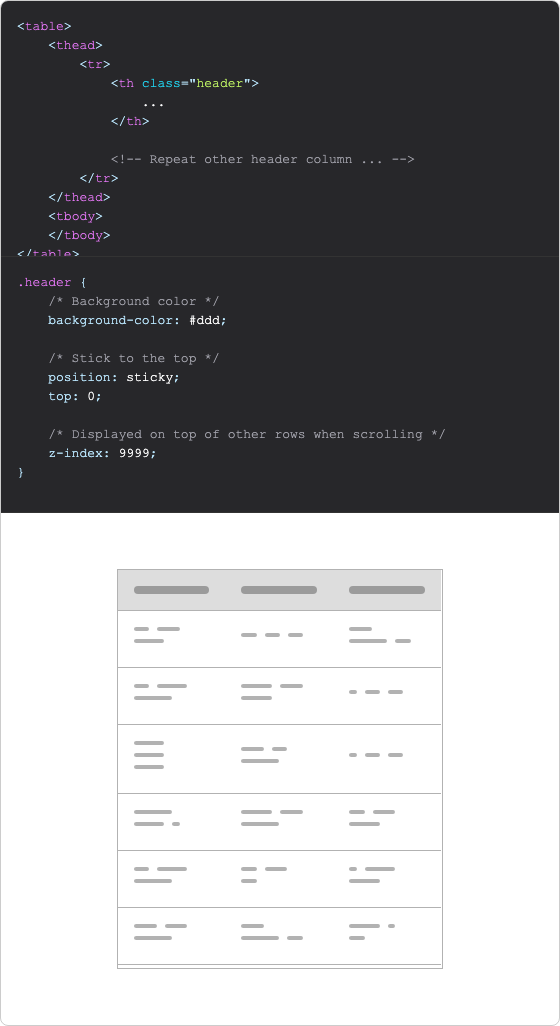 <table>
    <thead>
        <tr>
            <th class="header">
                ...
            </th>

            <!-- Repeat other header column ... -->
        </tr>
    </thead>
    <tbody>
    </tbody>
</table>
.header {
    /* Background color */
    background-color: #ddd;

    /* Stick to the top */
    position: sticky;
    top: 0;

    /* Displayed on top of other rows when scrolling */
    z-index: 9999;
}